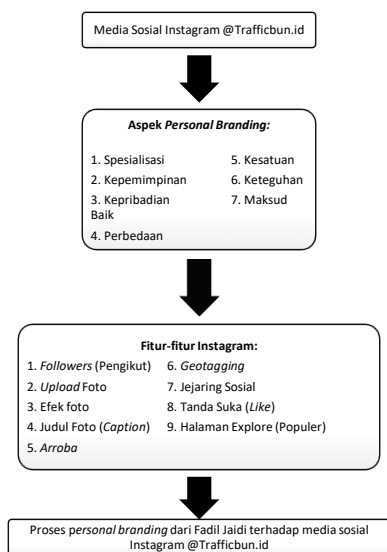 Media Sosial Instagram @Trafficbun.id
Aspek Personal Branding:
1. Spesialisasi
2. Kepemimpinan
3. Kepribadian
Baik
4. Perbedaan
5. Kesatuan
6. Keteguhan
7. Maksud
Fitur-fitur Instagram:
1. Followers (Pengikut)
2. Upload Foto
3. Efek foto
4. Judul Foto (Caption)
5. Arroba
6. Geotagging
7. Jejaring Sosial
8. Tanda Suka (Like)
9. Halaman Explore (Populer)
Proses personal branding dari Fadil Jaidi terhadap media sosial
Instagram @Trafficbun.id